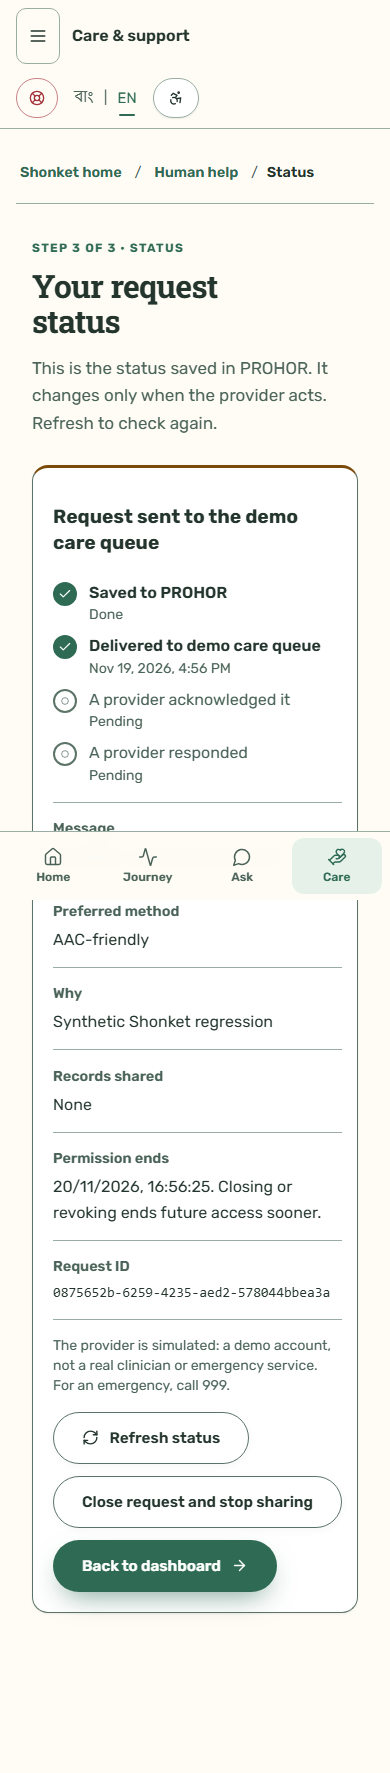 Care & support
বাং | EN
Shonket home / Human help / Status
STEP 3 OF 3 • STATUS
Your request
status
This is the status saved in PROHOR. It
changes only when the provider acts.
Refresh to check again.
Request sent to the demo
care queue
Saved to PROHOR
Done
Delivered to demo care queue
Nov 19, 2026, 4:56 PM
A provider acknowledged it
Pending
A provider responded
Pending
Message
Home
Journey
Ask
Care
Preferred method
AAC-friendly
Why
Synthetic Shonket regression
Records shared
None
Permission ends
20/11/2026, 16:56:25. Closing or
revoking ends future access sooner.
Request ID
0875652b-6259-4235-aed2-578044bbea3a
The provider is simulated: a demo account,
not a real clinician or emergency service.
For an emergency, call 999.
Refresh status
Close request and stop sharing
Back to dashboard